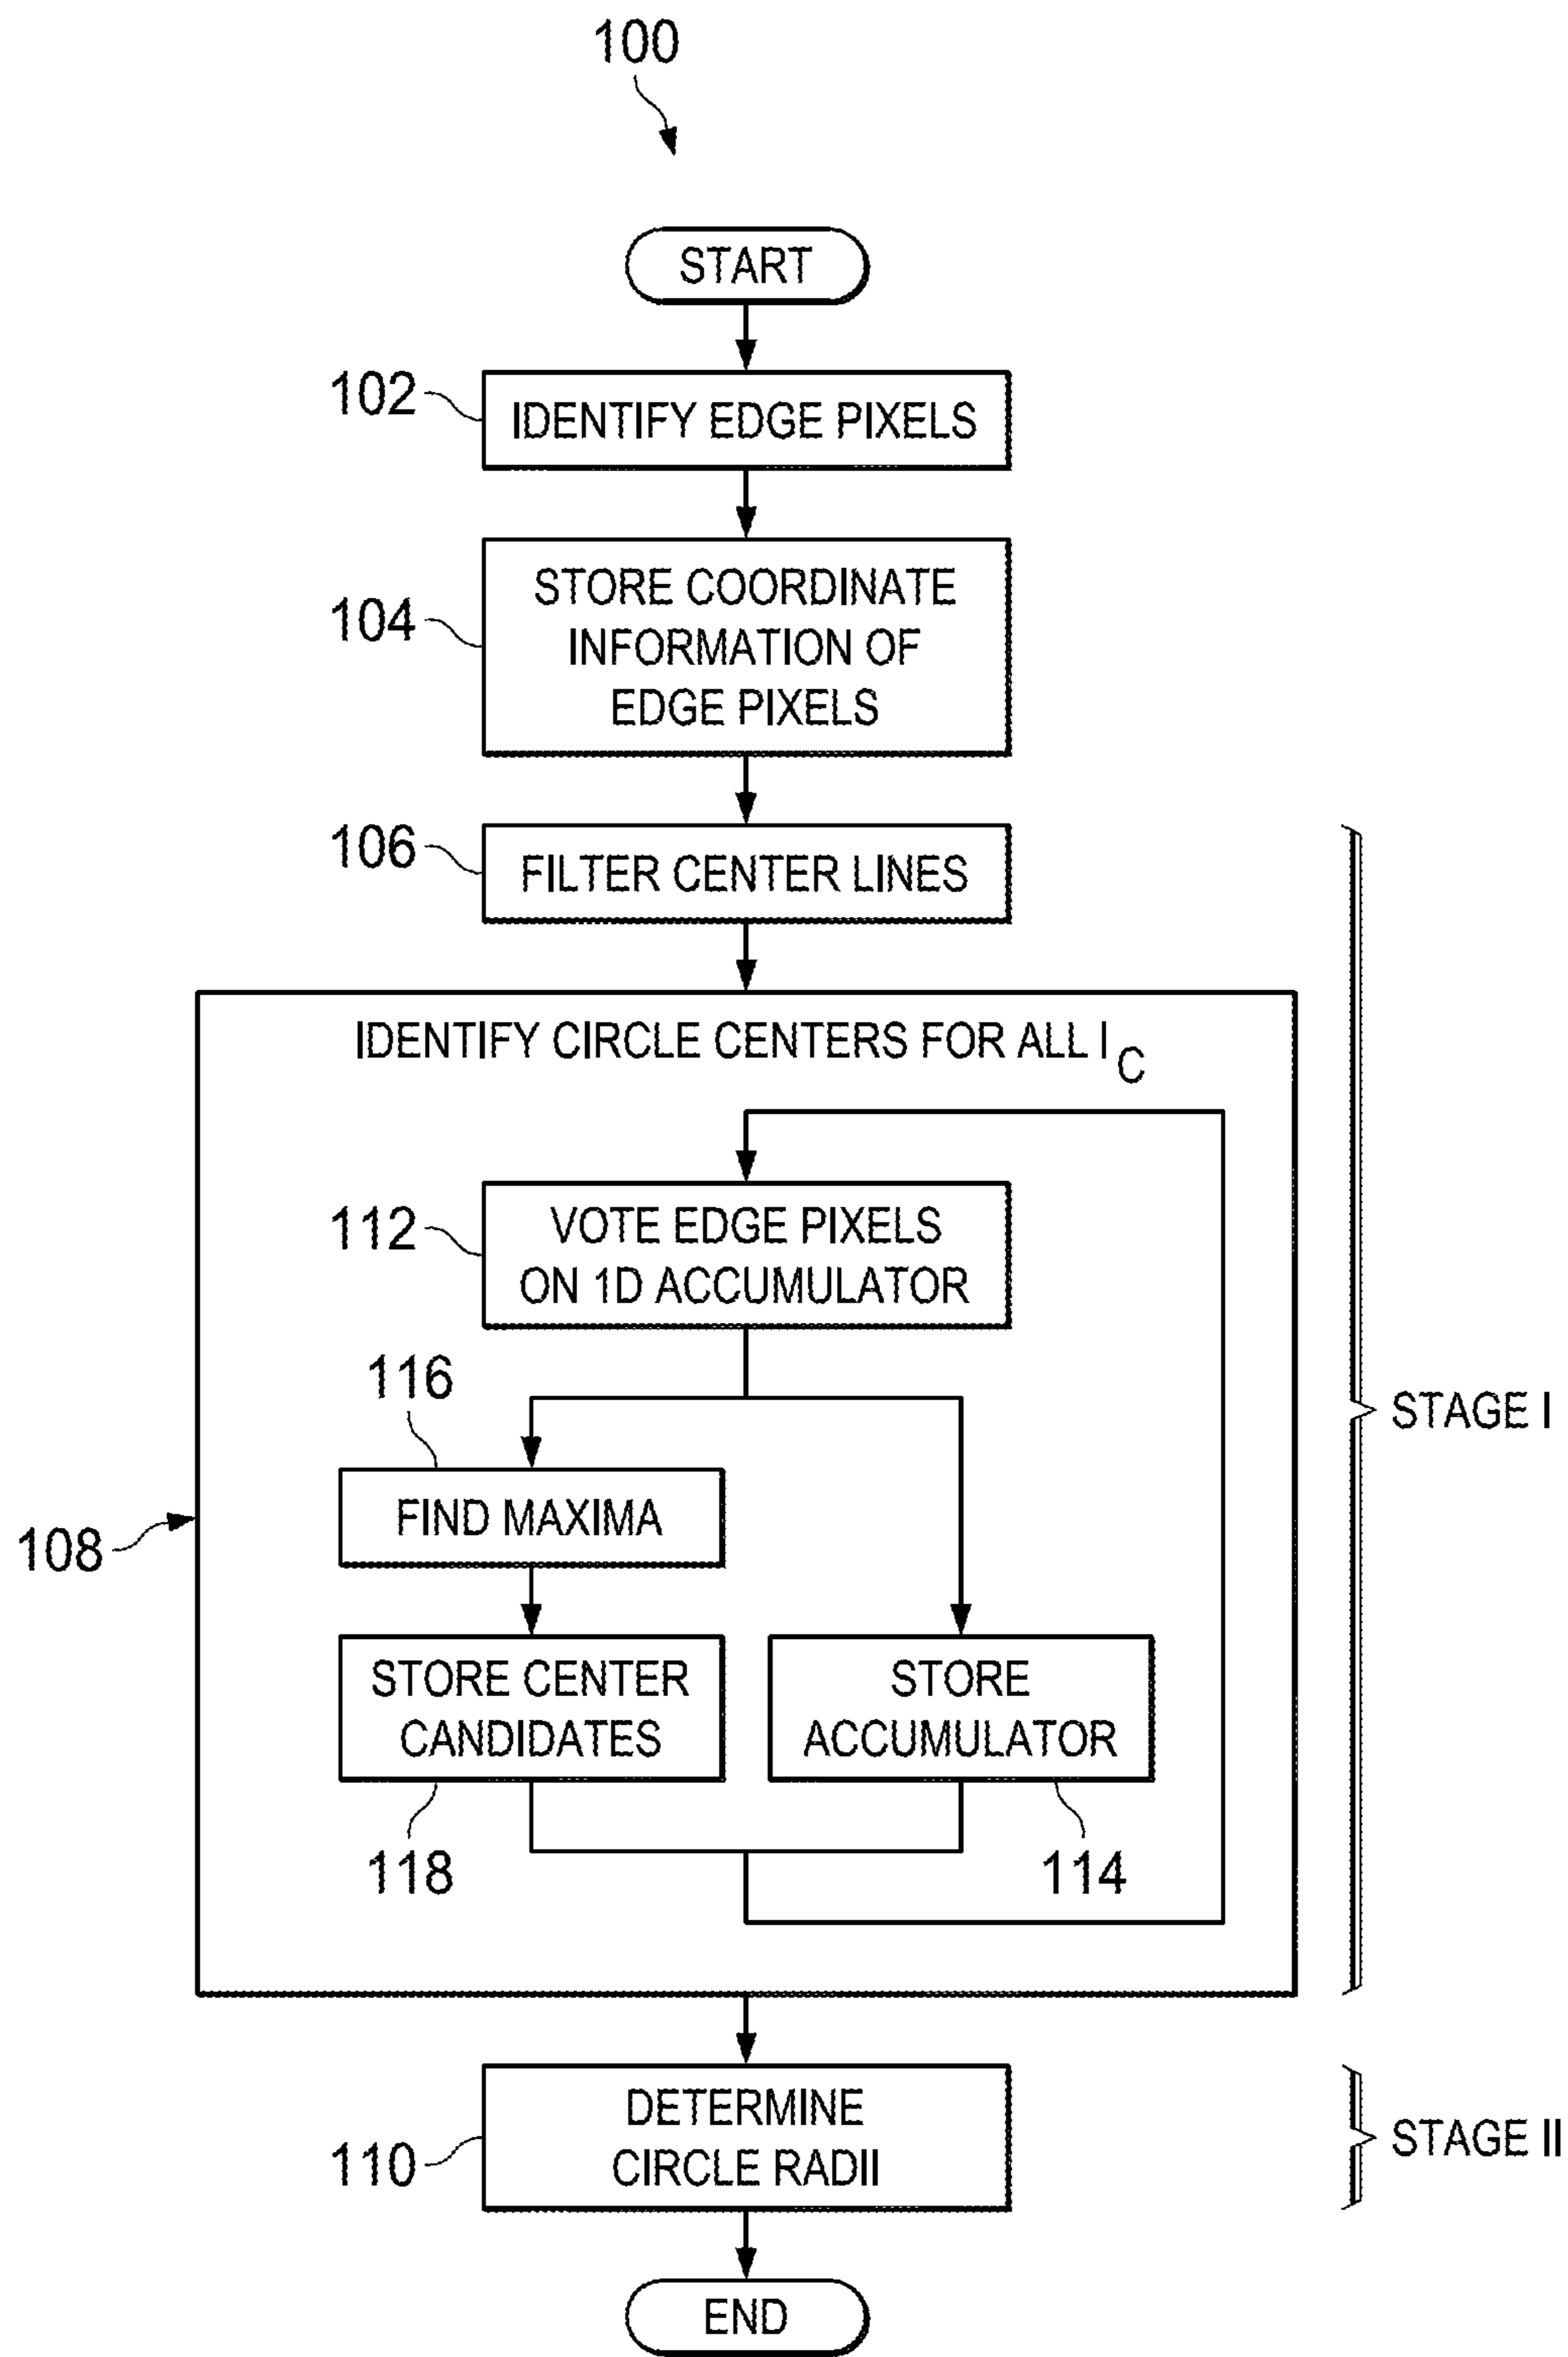 100
START
102
IDENTIFY EDGE PIXELS
104
STORE COORDINATE
INFORMATION OF
EDGE PIXELS
106
FILTER CENTER LINES
IDENTIFY CIRCLE CENTERS FOR ALL I C
112
VOTE EDGE PIXELS
ON 1D ACCUMULATOR
116
STAGE I
FIND MAXIMA
108
STORE CENTER
CANDIDATES
STORE
ACCUMULATOR
118
114
110
DETERMINE
CIRCLE RADII
STAGE II
END